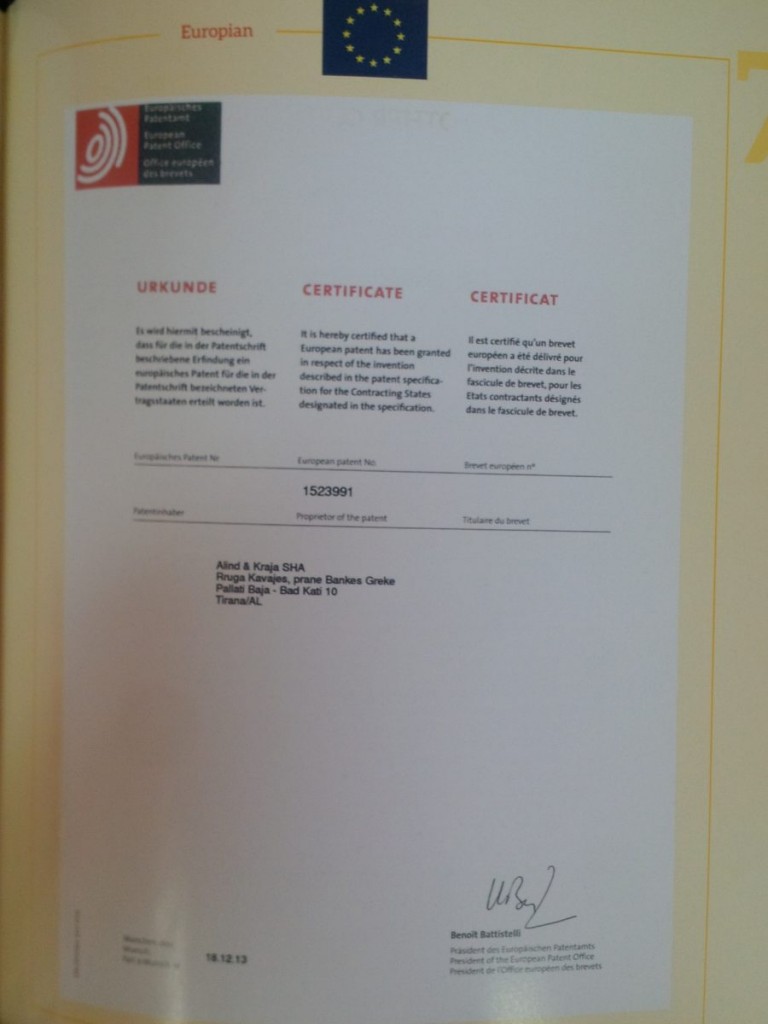 Europian
7
Europäisches
Patentamt
European
Patent Office
Office européen
des brevets
URKUNDE
Es wird hiermit bescheinigt,
dass für die in der Patentschrift
beschriebene Erfindung ein
europäisches Patent für die in der
Patentschrift bezeichneten Ver-
tragsstaaten erteilt worden ist.
CERTIFICATE
It is hereby certified that a
European patent has been granted
in respect of the invention
described in the patent specifica-
tion for the Contracting States
designated in the specification.
CERTIFICAT
Il est certifié qu'un brevet
européen a été délivré pour
l'invention décrite dans le
fascicule de brevet, pour les
Etats contractants désignés
dans le fascicule de brevet.
Europäisches Patent Nr
European patent No
Brevet européen n°
1523991
Patentinhaber
Proprietor of the patent
Titulaire du brevet
Alind & Kraja SHA
Rruga Kavajes, prane Bankes Greke
Pallati Baja - Bad Kati 10
Tirana/AL
Benoît Battistelli
Präsident des Europäischen Patentamts
President of the European Patent Office
Président de l'Office européen des brevets
18.12.13